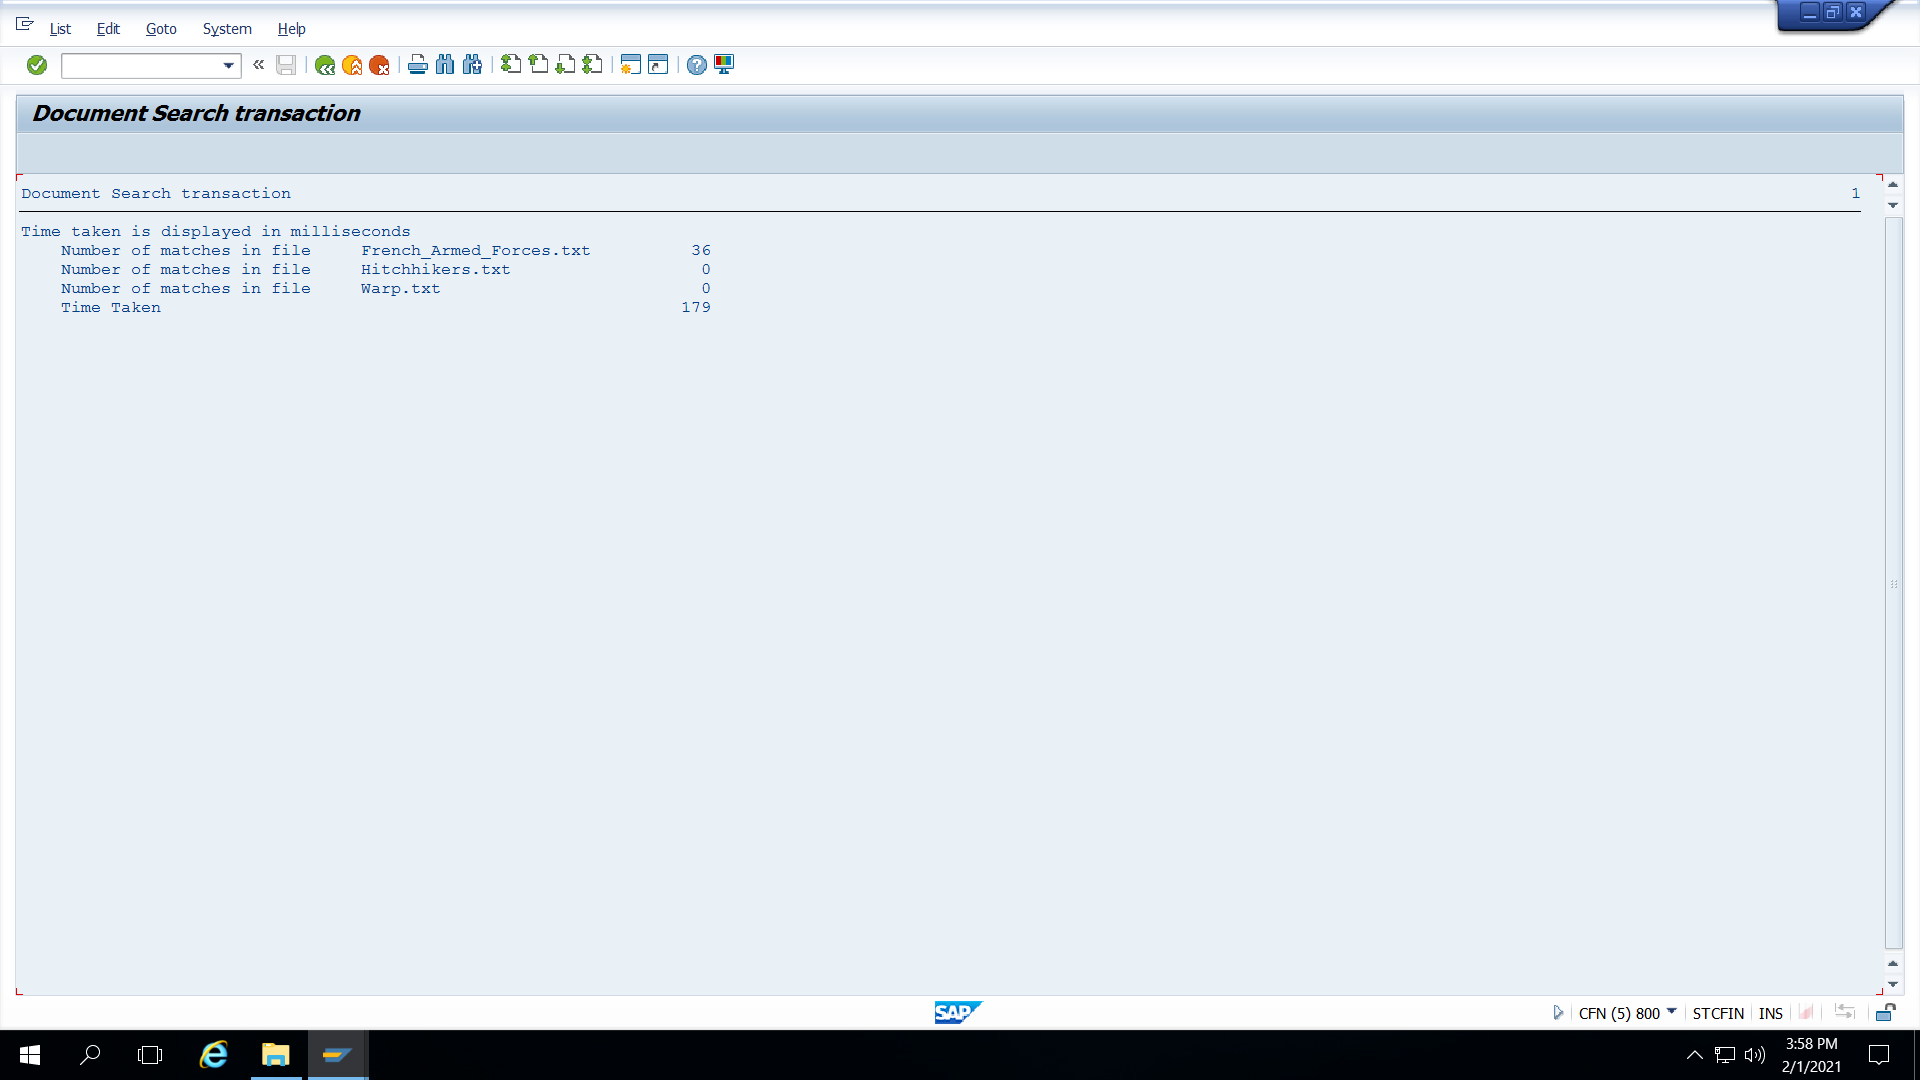 List Edit Goto System Help
Document Search transaction
Document Search transaction 1
Time taken is displayed in milliseconds
Number of matches in file French_Armed_Forces.txt 36
Number of matches in file Hitchhikers.txt 0
Number of matches in file Warp.txt 0
Time Taken 179
SAP
CFN (5) 800 STCFIN INS
3:58 PM
2/1/2021